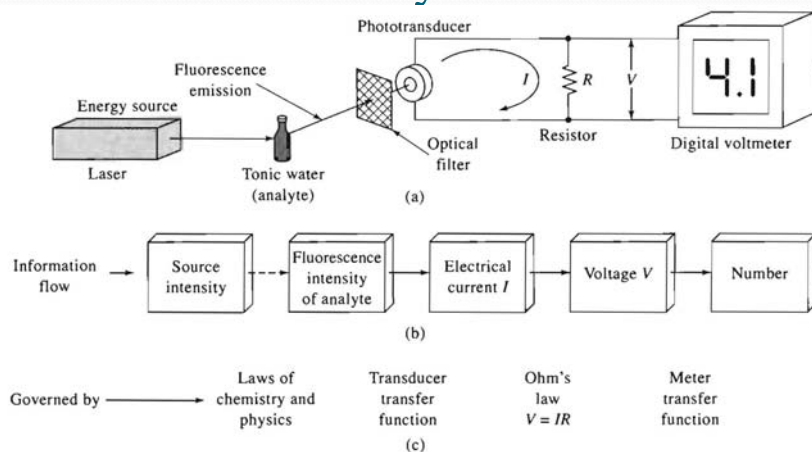 Phototransducer
Fluorescence
emission
Energy source
I
R
V
4.1
Resistor
Optical
filter
Digital voltmeter
Laser
Tonic water
(analyte)
(a)
Information
flow
Source
intensity
Fluorescence
intensity
of analyte
Electrical
current I
Voltage V
Number
(b)
Governed by
Laws of
chemistry and
physics
Transducer
transfer
function
Ohm's
law
V = IR
Meter
transfer
function
(c)